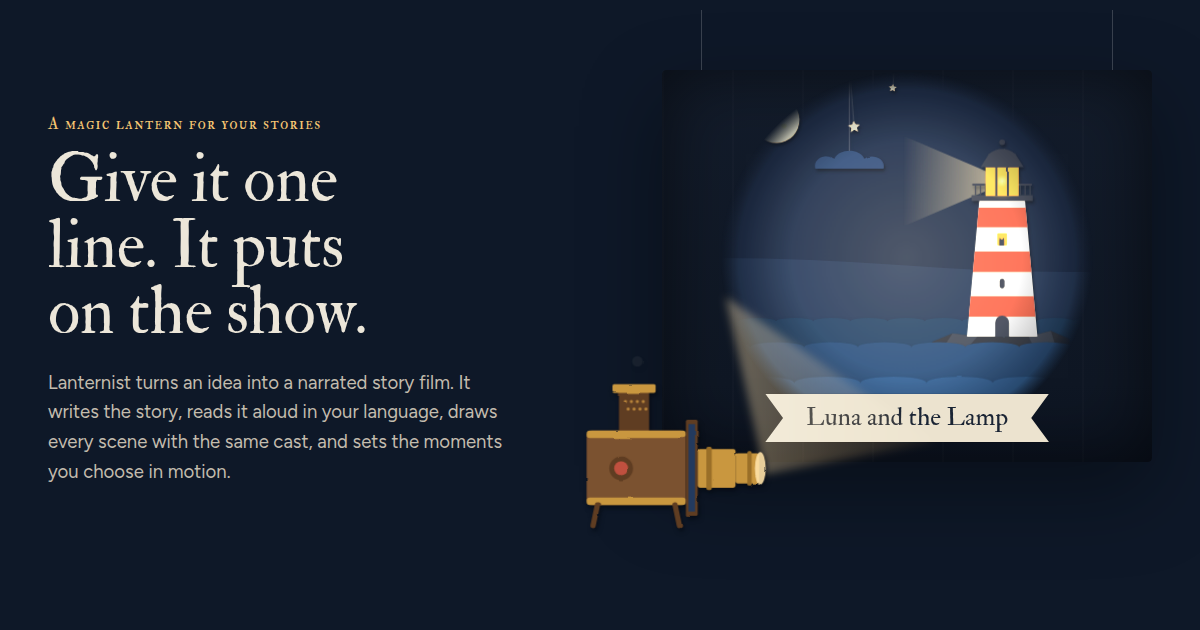 A magic lantern for your stories
Give it one
line. It puts
on the show.
Lanternist turns an idea into a narrated story film. It
writes the story, reads it aloud in your language, draws
every scene with the same cast, and sets the moments
you choose in motion.
Luna and the Lamp